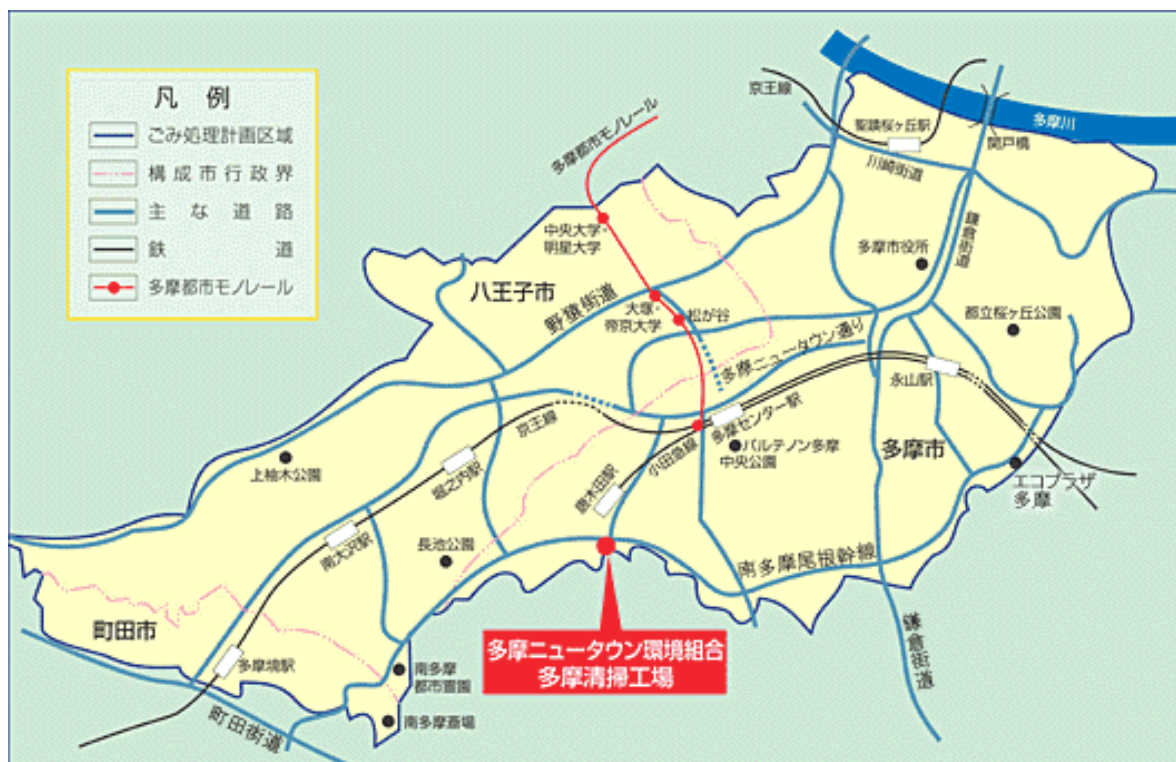 凡例
ごみ処理計画区域
構成市行政界
主な道路
鉄道
多摩都市モノレール
京王線
聖蹟桜ヶ丘駅
多摩川
関戸橋
川崎街道
多摩都市モノレール
中央大学・
明星大学
多摩市役所
鎌倉街道
八王子市
野猿街道
大塚・
帝京大学
松が谷
都立桜ヶ丘公園
多摩ニュータウン通り
永山駅
京王線
多摩センター駅
小田急線
パルテノン多摩
中央公園
多摩市
上柚木公園
堀之内駅
唐木田駅
エコプラザ
多摩
南大沢駅
長池公園
南多摩尾根幹線
町田市
多摩ニュータウン環境組合
多摩清掃工場
鎌倉街道
多摩境駅
南多摩
都市霊園
町田街道
南多摩斎場